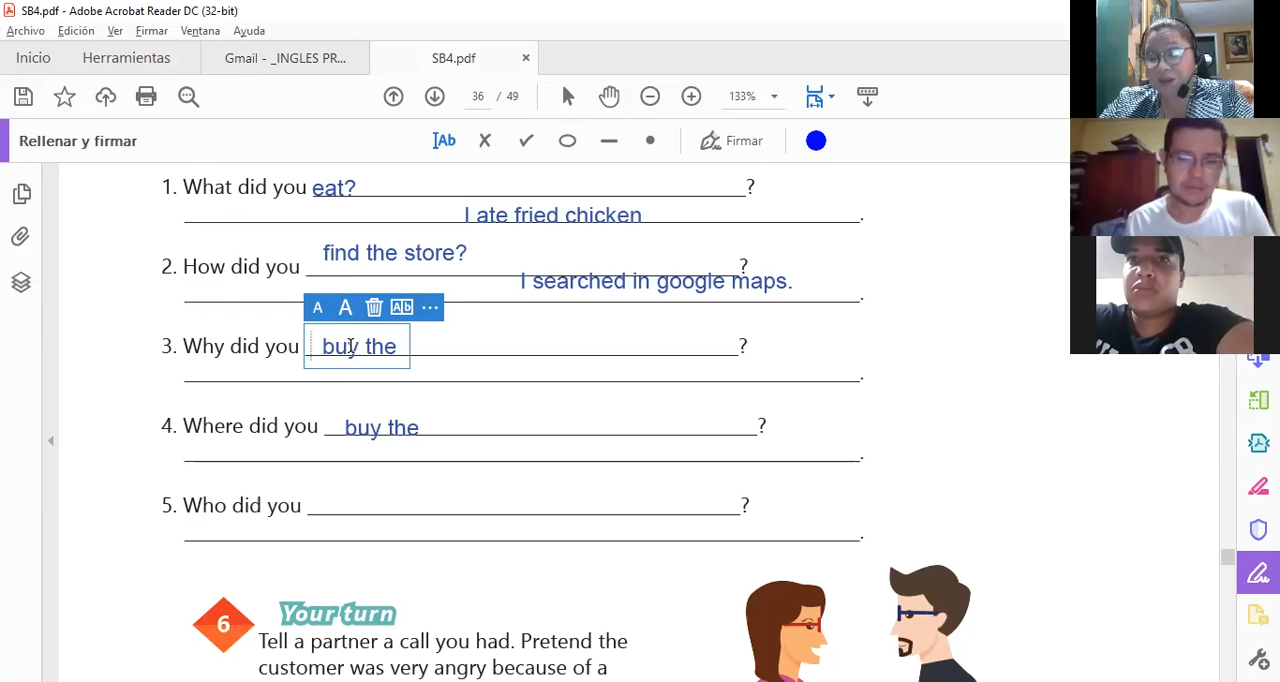 SB4.pdf - Adobe Acrobat Reader DC (32-bit)
Archivo Edición Ver Firmar Ventana Ayuda
Inicio Herramientas Gmail - _INGLES PR... SB4.pdf ×
36 / 49 133%
Rellenar y firmar Ab Firmar
1. What did you eat? ?
I ate fried chicken .
2. How did you find the store? ?
I searched in google maps. .
A A Ab ...
3. Why did you buy the ?
.
4. Where did you buy the ?
.
5. Who did you ?
.
6 Your turn
Tell a partner a call you had. Pretend the
customer was very angry because of a